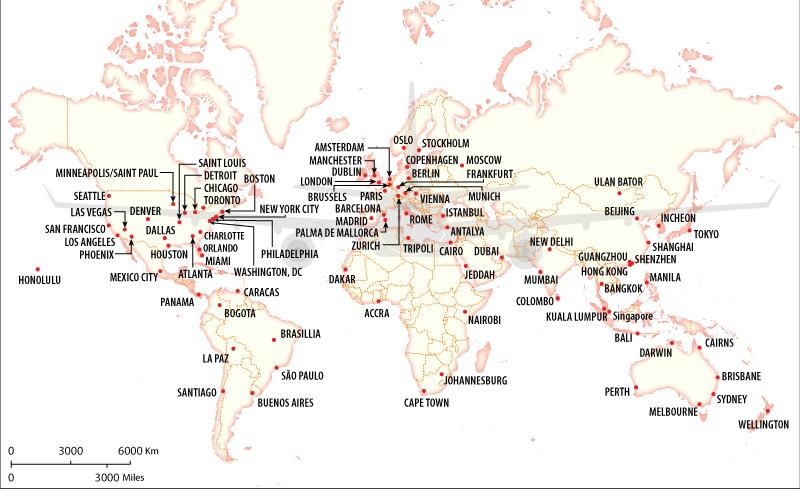 OSLO
STOCKHOLM
AMSTERDAM
MANCHESTER
DUBLIN
COPENHAGEN
MOSCOW
BERLIN
FRANKFURT
LONDON
BRUSSELS
PARIS
VIENNA
MUNICH
BARCELONA
MADRID
ROME
ISTANBUL
PALMA DE MALLORCA
ANTALYA
ZURICH
TRIPOLI
CAIRO
DUBAI
JEDDAH
SAINT LOUIS
MINNEAPOLIS/SAINT PAUL
DETROIT
BOSTON
CHICAGO
TORONTO
SEATTLE
LAS VEGAS
DENVER
NEW YORK CITY
SAN FRANCISCO
DALLAS
CHARLOTTE
LOS ANGELES
ORLANDO
PHOENIX
HOUSTON
MIAMI
PHILADELPHIA
ATLANTA
WASHINGTON, DC
HONOLULU
MEXICO CITY
PANAMA
CARACAS
BOGOTA
BRASILLIA
LA PAZ
SÃO PAULO
SANTIAGO
BUENOS AIRES
DAKAR
ACCRA
NAIROBI
JOHANNESBURG
CAPE TOWN
ULAN BATOR
BEIJING
INCHEON
TOKYO
NEW DELHI
SHANGHAI
GUANGZHOU
SHENZHEN
HONG KONG
MUMBAI
MANILA
BANGKOK
COLOMBO
KUALA LUMPUR
Singapore
BALI
CAIRNS
DARWIN
PERTH
BRISBANE
SYDNEY
MELBOURNE
WELLINGTON
0 3000 6000 Km
0 3000 Miles